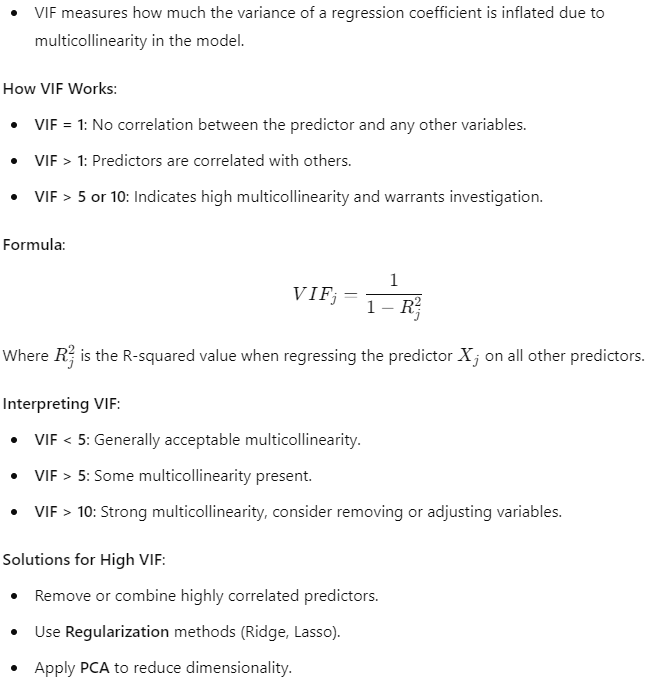 • VIF measures how much the variance of a regression coefficient is inflated due to
multicollinearity in the model.
How VIF Works:
• VIF = 1: No correlation between the predictor and any other variables.
• VIF > 1: Predictors are correlated with others.
• VIF > 5 or 10: Indicates high multicollinearity and warrants investigation.
Formula:
VIF_j = 1 / (1 − R_j^2)
Where R_j^2 is the R-squared value when regressing the predictor X_j on all other predictors.
Interpreting VIF:
• VIF < 5: Generally acceptable multicollinearity.
• VIF > 5: Some multicollinearity present.
• VIF > 10: Strong multicollinearity, consider removing or adjusting variables.
Solutions for High VIF:
• Remove or combine highly correlated predictors.
• Use Regularization methods (Ridge, Lasso).
• Apply PCA to reduce dimensionality.